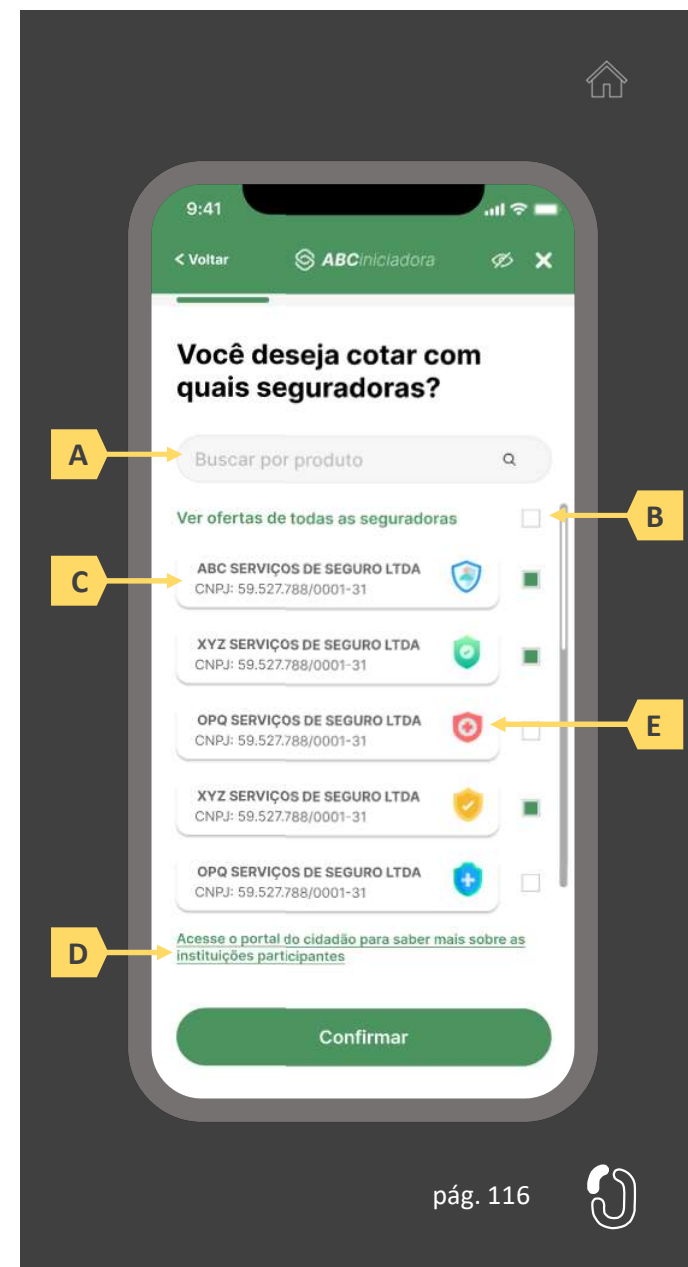 9:41
< Voltar
ABCiniciadora
Você deseja cotar com
quais seguradoras?
A
Buscar por produto
Ver ofertas de todas as seguradoras
B
C
ABC SERVIÇOS DE SEGURO LTDA
CNPJ: 59.527.788/0001-31
XYZ SERVIÇOS DE SEGURO LTDA
CNPJ: 59.527.788/0001-31
OPQ SERVIÇOS DE SEGURO LTDA
CNPJ: 59.527.788/0001-31
E
XYZ SERVIÇOS DE SEGURO LTDA
CNPJ: 59.527.788/0001-31
OPQ SERVIÇOS DE SEGURO LTDA
CNPJ: 59.527.788/0001-31
D
Acesse o portal do cidadão para saber mais sobre as
instituições participantes
Confirmar
pág. 116